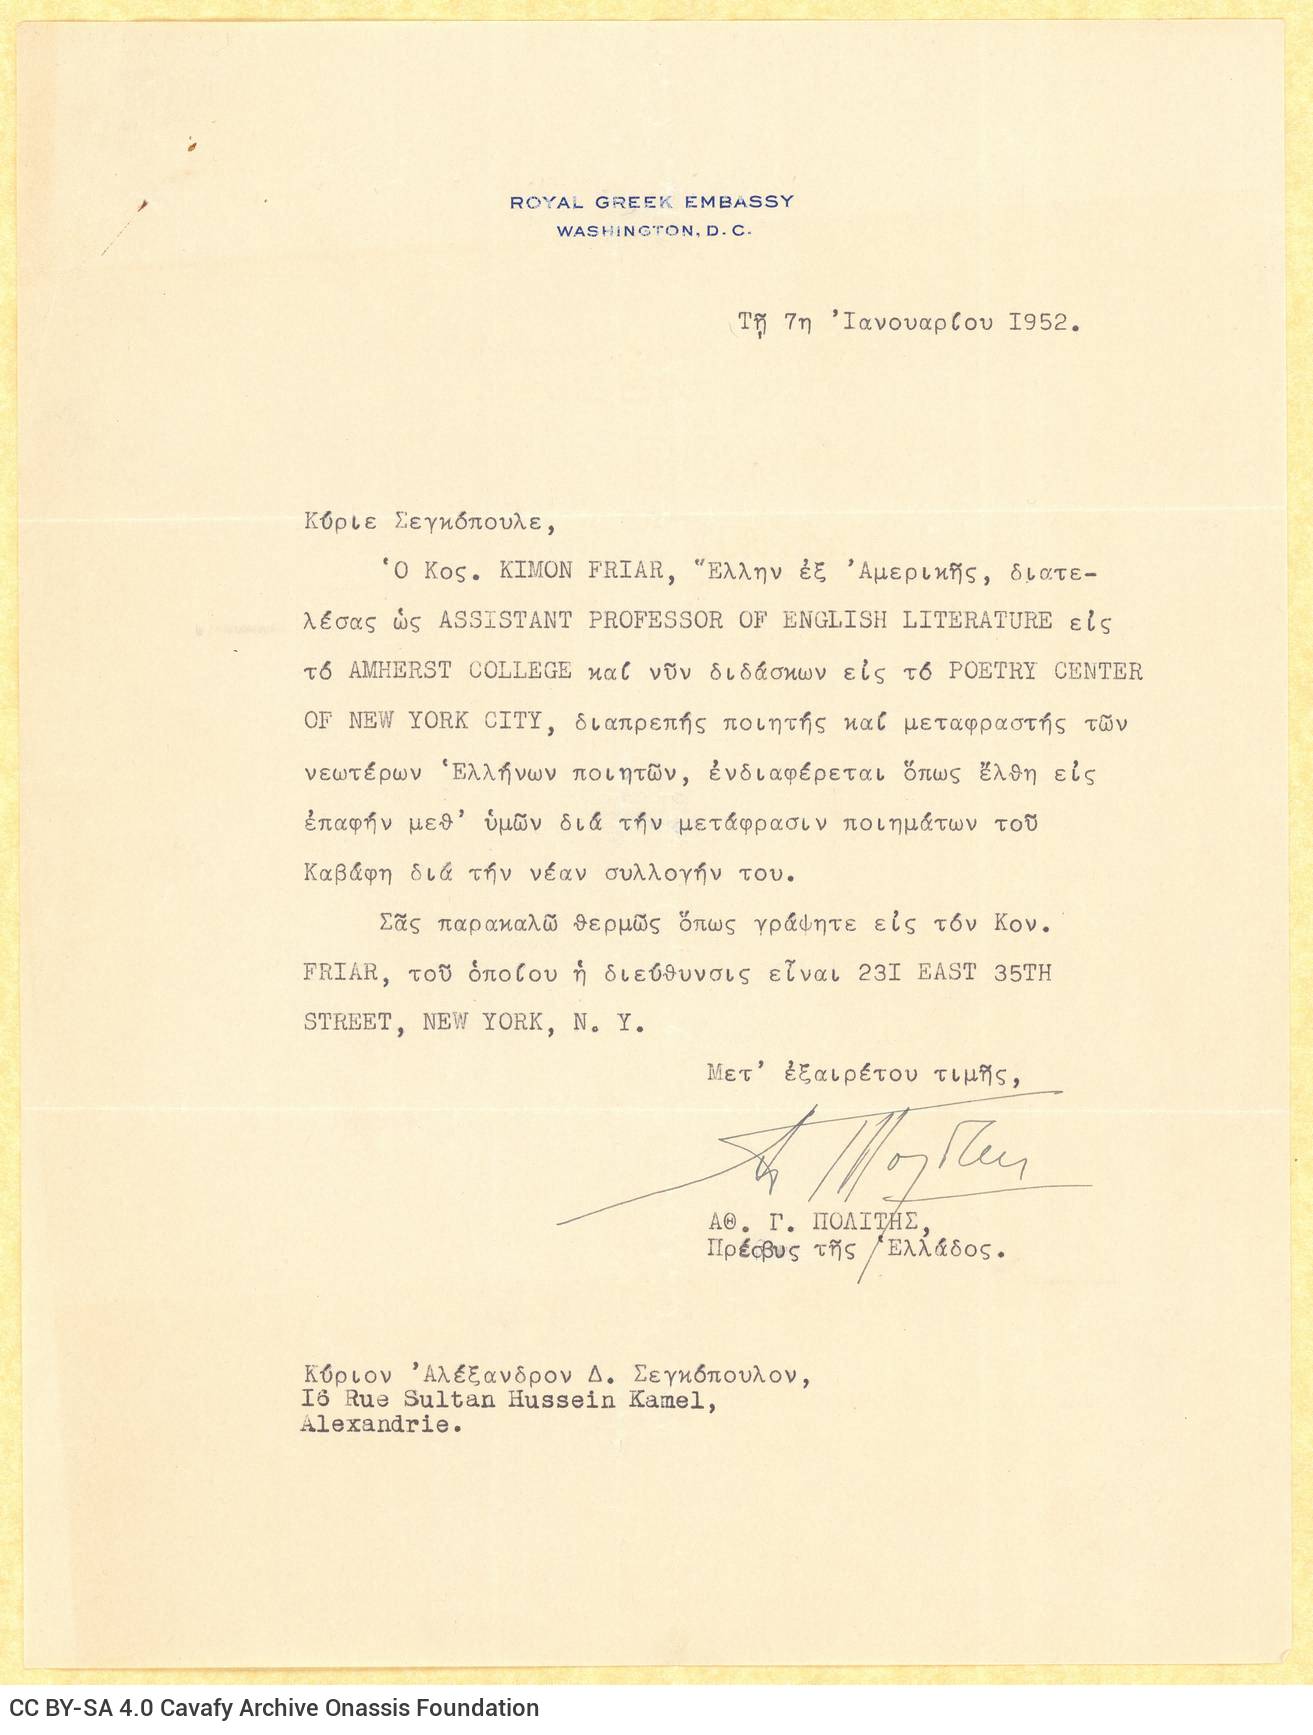 ROYAL GREEK EMBASSY
WASHINGTON, D. C.
Τῇ 7η Ἰανουαρίου I952.
Κύριε Σεγκόπουλε,
Ὁ Κος. KIMON FRIAR, Ἕλλην ἐξ Ἀμερικῆς, διατε-
λέσας ὡς ASSISTANT PROFESSOR OF ENGLISH LITERATURE εἰς
τό AMHERST COLLEGE καί νῦν διδάσκων εἰς τό POETRY CENTER
OF NEW YORK CITY, διαπρεπής ποιητής καί μεταφραστής τῶν
νεωτέρων Ἑλλήνων ποιητῶν, ἐνδιαφέρεται ὅπως ἔλθη εἰς
ἐπαφήν μεθ' ὑμῶν διά τήν μετάφρασιν ποιημάτων τοῦ
Καβάφη διά τήν νέαν συλλογήν του.
Σᾶς παρακαλῶ θερμῶς ὅπως γράψητε εἰς τόν Κον.
FRIAR, τοῦ ὁποίου ἡ διεύθυνσις εἶναι 23I EAST 35TH
STREET, NEW YORK, N. Y.
Μετ' ἐξαιρέτου τιμῆς,
ΑΘ. Γ. ΠΟΛΙΤΗΣ,
Πρέσβυς τῆς Ἑλλάδος.
Κύριον Ἀλέξανδρον Δ. Σεγκόπουλον,
I6 Rue Sultan Hussein Kamel,
Alexandrie.
CC BY-SA 4.0 Cavafy Archive Onassis Foundation